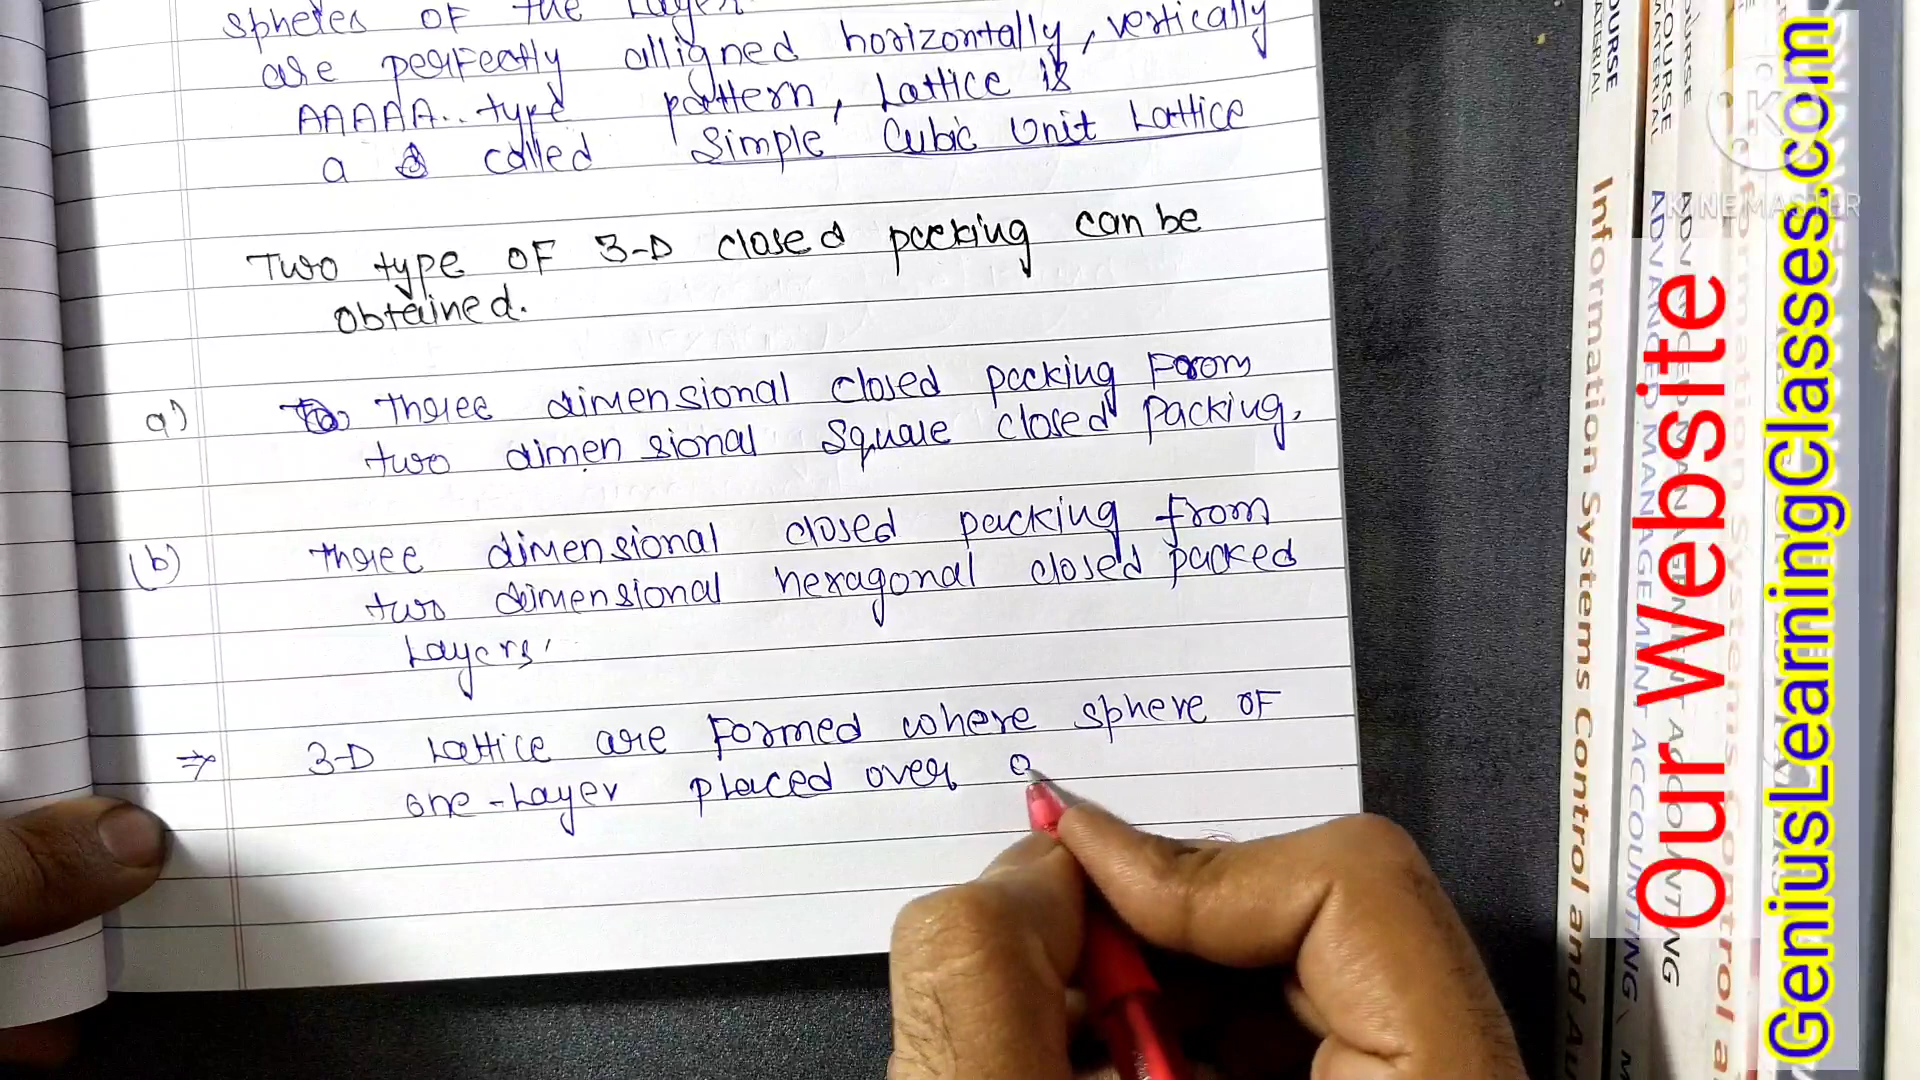 spheres OF the Layer
are perfectly alligned horizontally, vertically
AAAAA.. type pattern, Lattice is
a called Simple Cubic Unit Lattice
Two type OF 3-D closed packing can be
obtained.
a) Three dimensional closed packing From
two dimensional square closed packing.
(b) Three dimensional closed packing from
two dimensional hexagonal closed packed
Layers.
⇒ 3-D Lattice are Formed where sphere OF
one-Layer placed over
Our Website
GeniusLearningClasses.com
KINEMASTER
Information Systems Control and
ADVANCED MANAGEMENT ACCOUNTING
COURSE
MATERIAL